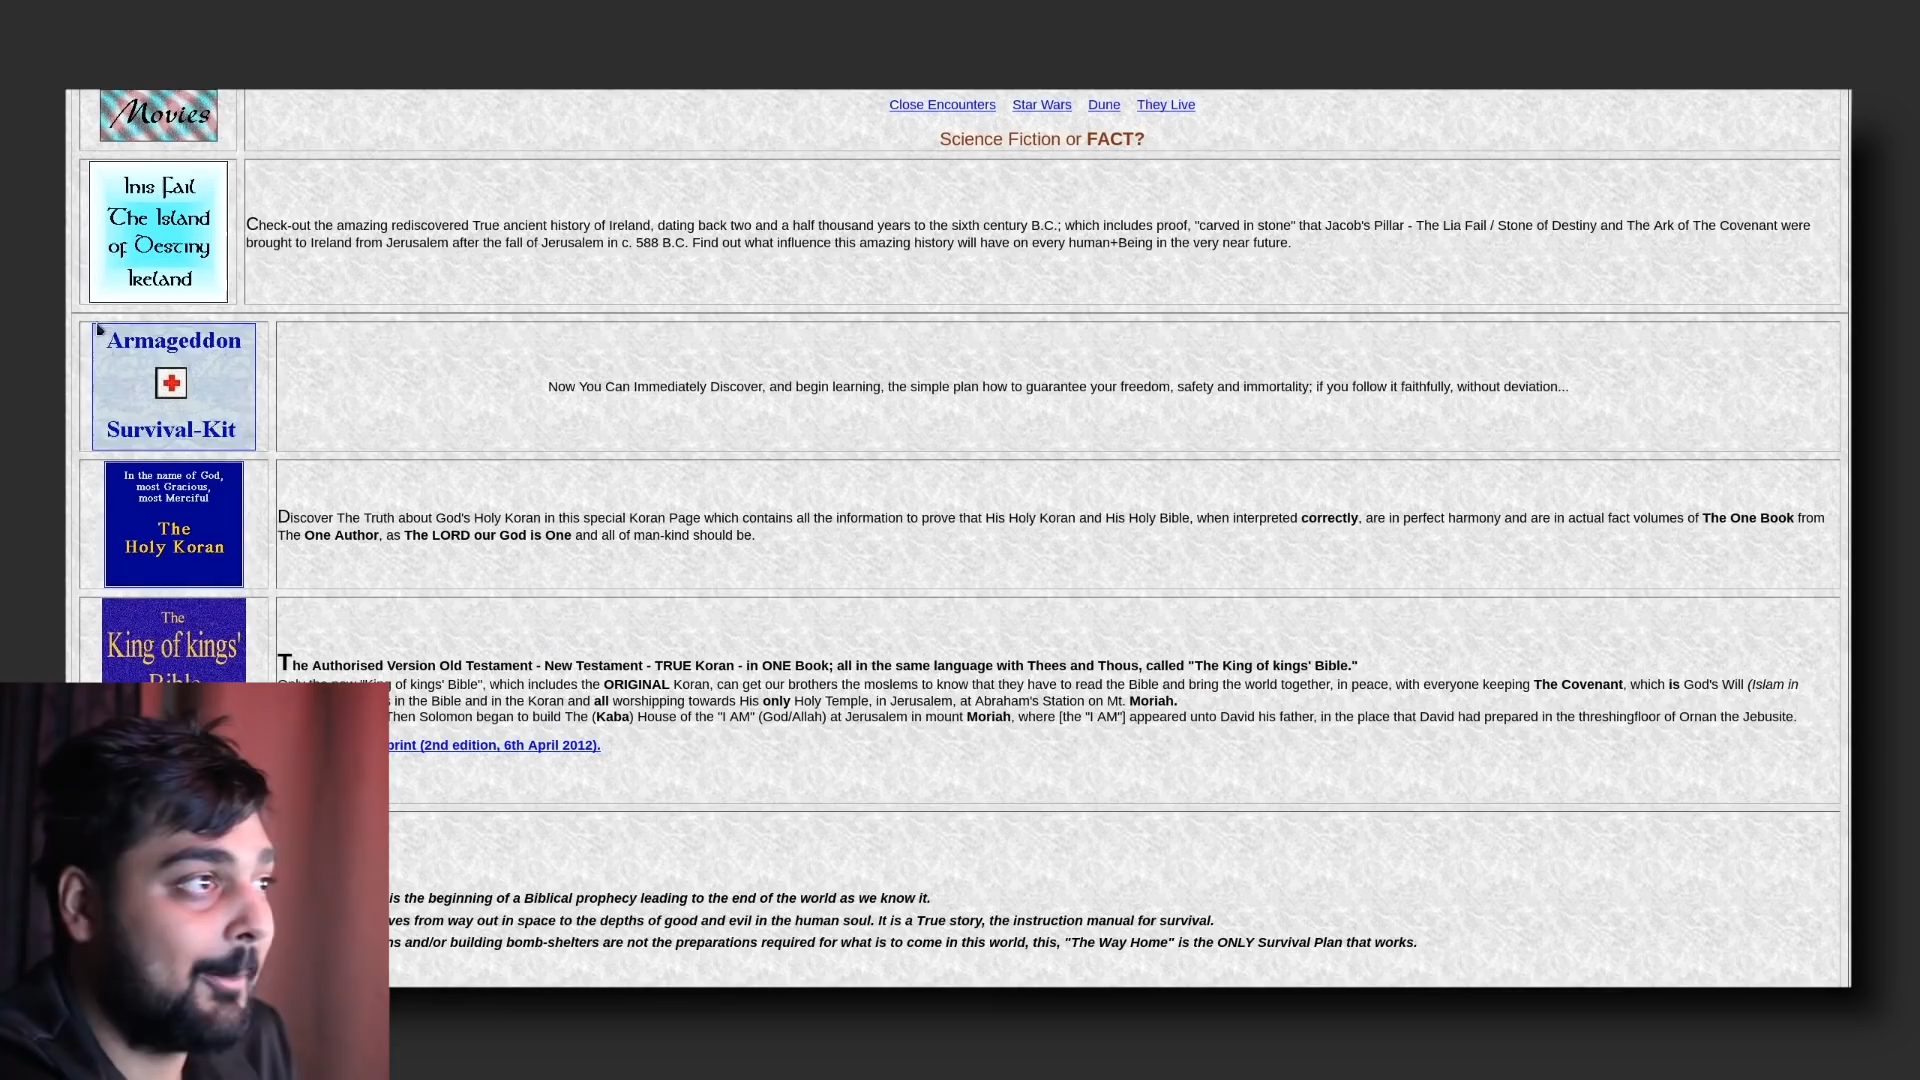 Movies
Close Encounters Star Wars Dune They Live
Science Fiction or FACT?
Inis Fail
The Island
of Destiny
Ireland
Check-out the amazing rediscovered True ancient history of Ireland, dating back two and a half thousand years to the sixth century B.C.; which includes proof, "carved in stone" that Jacob's Pillar - The Lia Fail / Stone of Destiny and The Ark of The Covenant were
brought to Ireland from Jerusalem after the fall of Jerusalem in c. 588 B.C. Find out what influence this amazing history will have on every human+Being in the very near future.
Armageddon
Survival-Kit
Now You Can Immediately Discover, and begin learning, the simple plan how to guarantee your freedom, safety and immortality; if you follow it faithfully, without deviation...
In the name of God,
most Gracious,
most Merciful
The
Holy Koran
Discover The Truth about God's Holy Koran in this special Koran Page which contains all the information to prove that His Holy Koran and His Holy Bible, when interpreted correctly, are in perfect harmony and are in actual fact volumes of The One Book from
The One Author, as The LORD our God is One and all of man-kind should be.
The
King of kings'
Bible
The Authorised Version Old Testament - New Testament - TRUE Koran - in ONE Book; all in the same language with Thees and Thous, called "The King of kings' Bible."
Only the new "King of kings' Bible", which includes the ORIGINAL Koran, can get our brothers the moslems to know that they have to read the Bible and bring the world together, in peace, with everyone keeping The Covenant, which is God's Will (Islam in
in the Bible and in the Koran and all worshipping towards His only Holy Temple, in Jerusalem, at Abraham's Station on Mt. Moriah.
Then Solomon began to build The (Kaba) House of the "I AM" (God/Allah) at Jerusalem in mount Moriah, where [the "I AM"] appeared unto David his father, in the place that David had prepared in the threshingfloor of Ornan the Jebusite.
print (2nd edition, 6th April 2012).
is the beginning of a Biblical prophecy leading to the end of the world as we know it.
from way out in space to the depths of good and evil in the human soul. It is a True story, the instruction manual for survival.
and/or building bomb-shelters are not the preparations required for what is to come in this world, this, "The Way Home" is the ONLY Survival Plan that works.